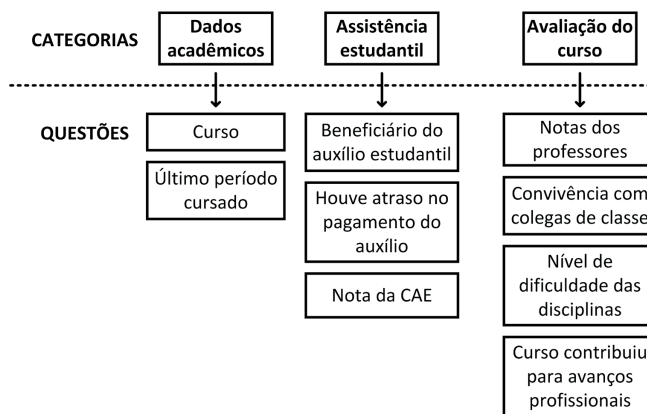 CATEGORIAS
Dados
acadêmicos
Assistência
estudantil
Avaliação do
curso
QUESTÕES
Curso
Último período
cursado
Beneficiário do
auxílio estudantil
Houve atraso no
pagamento do
auxílio
Nota da CAE
Notas dos
professores
Convivência com
colegas de classe
Nível de
dificuldade das
disciplinas
Curso contribuiu
para avanços
profissionais